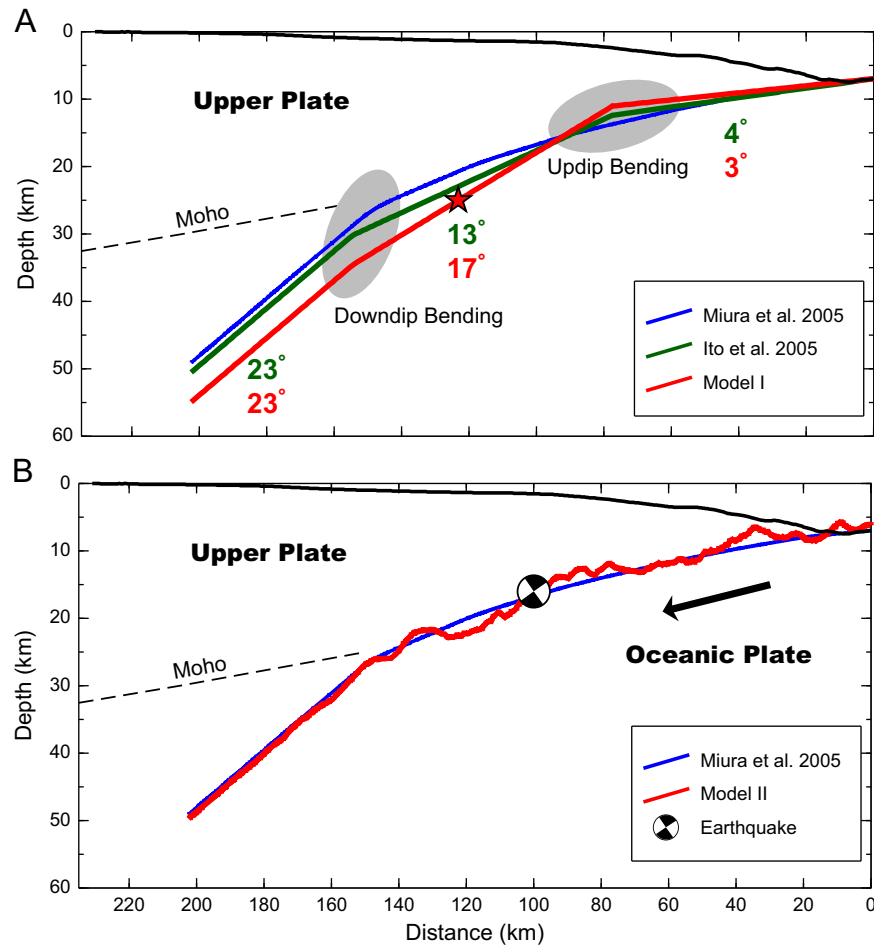 A
0
10
20
30
40
50
60
Depth (km)
Upper Plate
Moho
Updip Bending
Downdip Bending
4°
3°
13°
17°
23°
23°
Miura et al. 2005
Ito et al. 2005
Model I
B
0
10
20
30
40
50
60
Depth (km)
Upper Plate
Moho
Oceanic Plate
Miura et al. 2005
Model II
Earthquake
220 200 180 160 140 120 100 80 60 40 20 0
Distance (km)